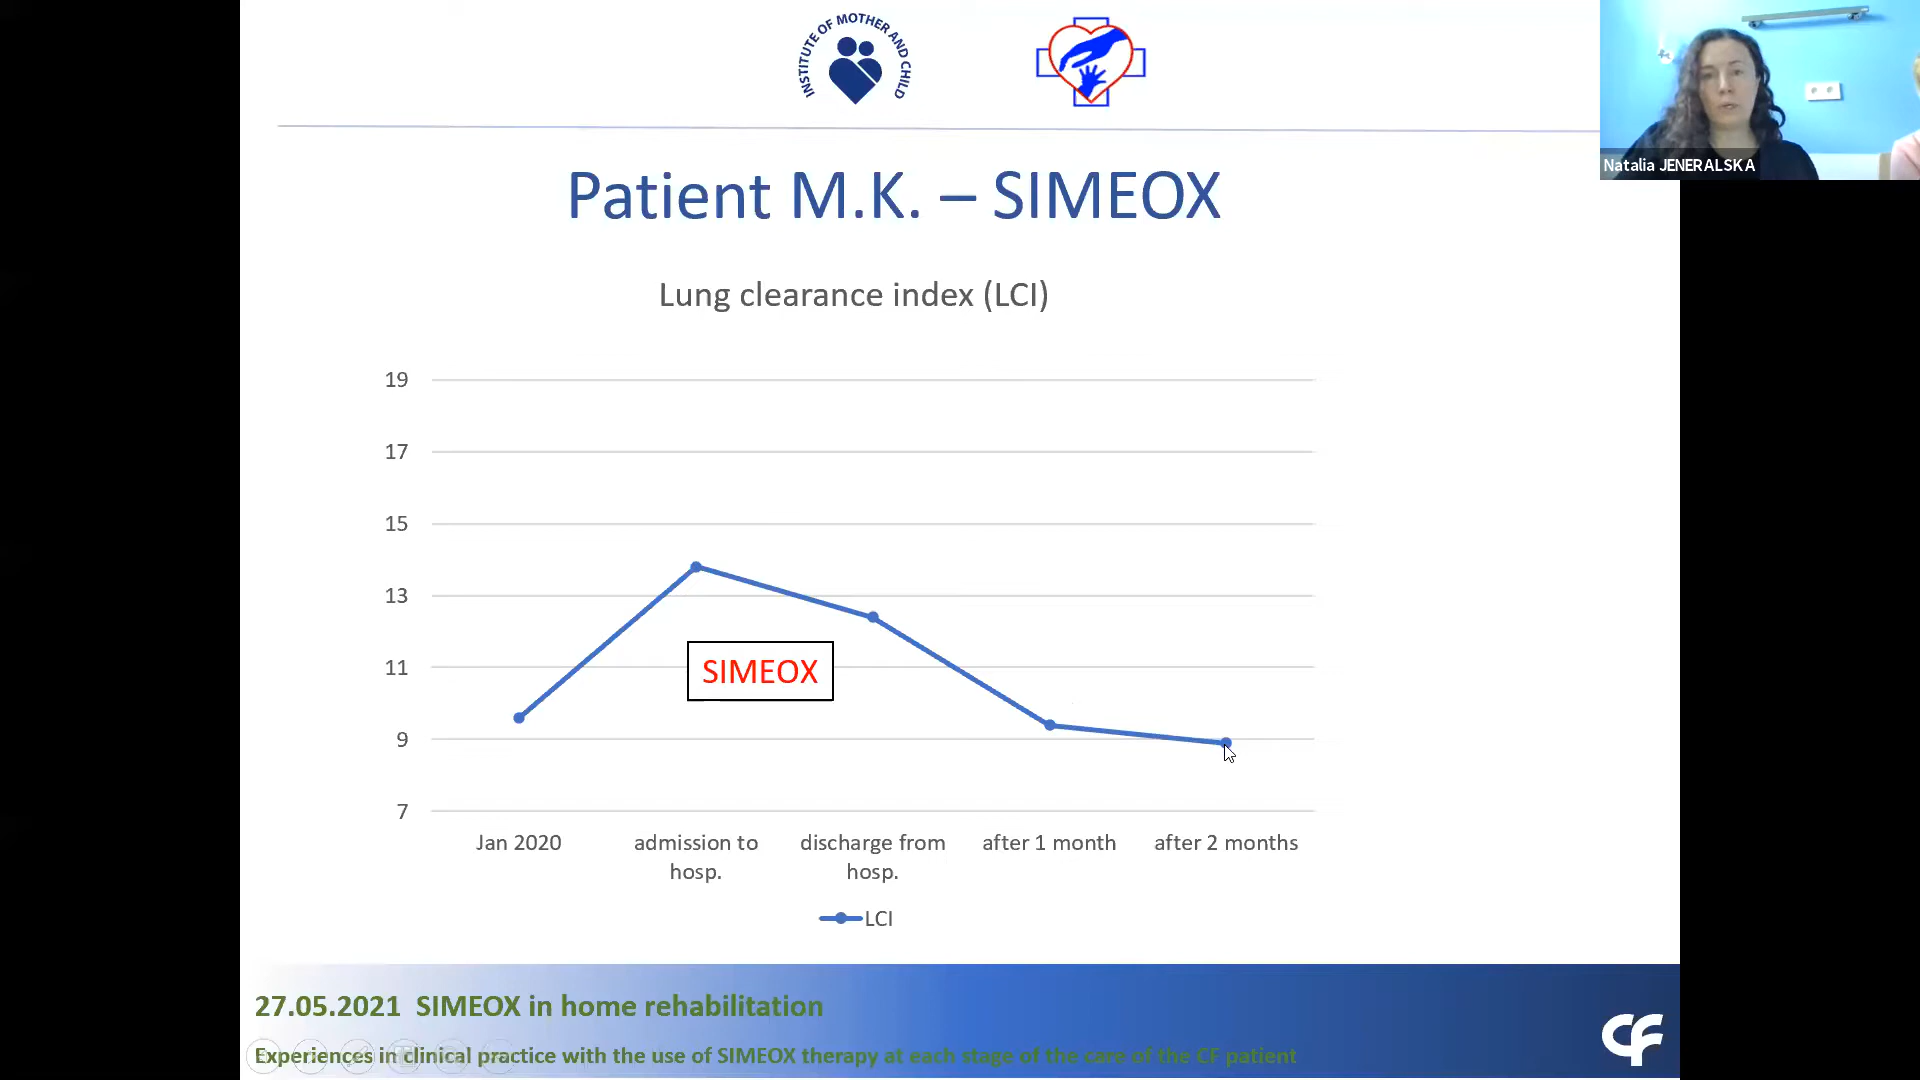 INSTITUTE OF MOTHER AND CHILD
Natalia JENERALSKA
Patient M.K. – SIMEOX
Lung clearance index (LCI)
19
17
15
13
11
9
7
SIMEOX
Jan 2020
admission to
hosp.
discharge from
hosp.
after 1 month
after 2 months
LCI
27.05.2021 SIMEOX in home rehabilitation
Experiences in clinical practice with the use of SIMEOX therapy at each stage of the care of the CF patient
CF